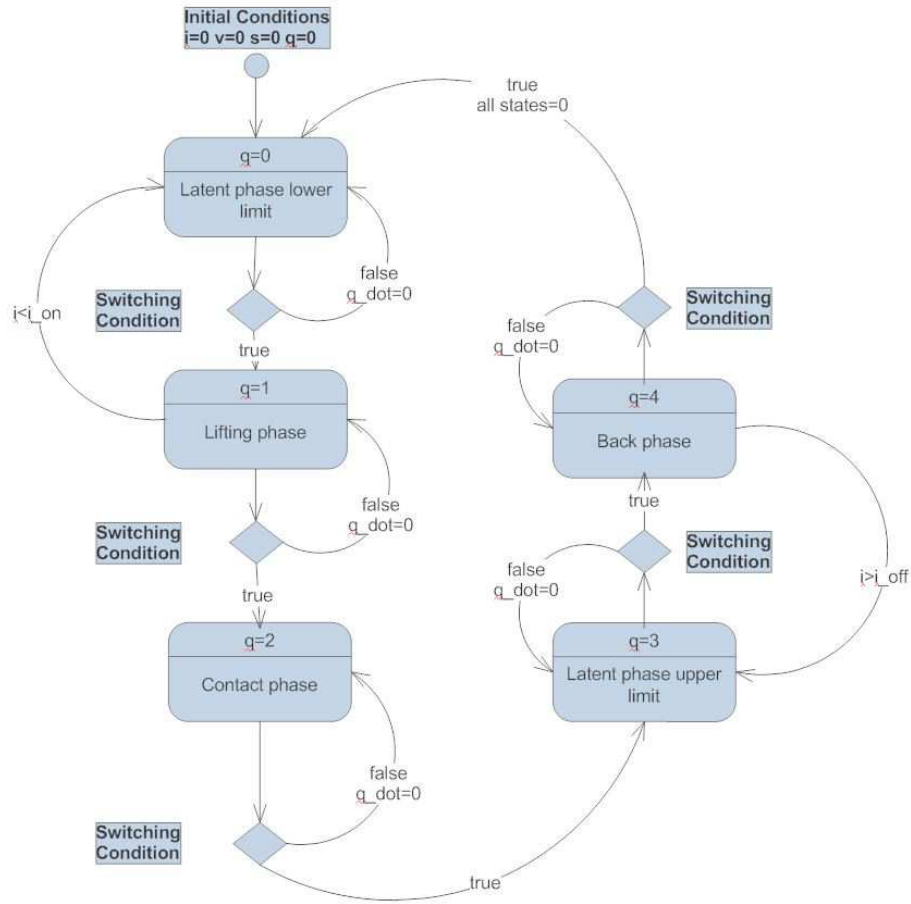 Initial Conditions
i=0 v=0 s=0 q=0
true
all states=0
q=0
Latent phase lower
limit
false
q_dot=0
Switching
Condition
true
i<i_on
q=1
Lifting phase
false
q_dot=0
Switching
Condition
true
q=2
Contact phase
false
q_dot=0
Switching
Condition
true
Switching
Condition
false
q_dot=0
q=4
Back phase
true
Switching
Condition
false
q_dot=0
i>i_off
q=3
Latent phase upper
limit